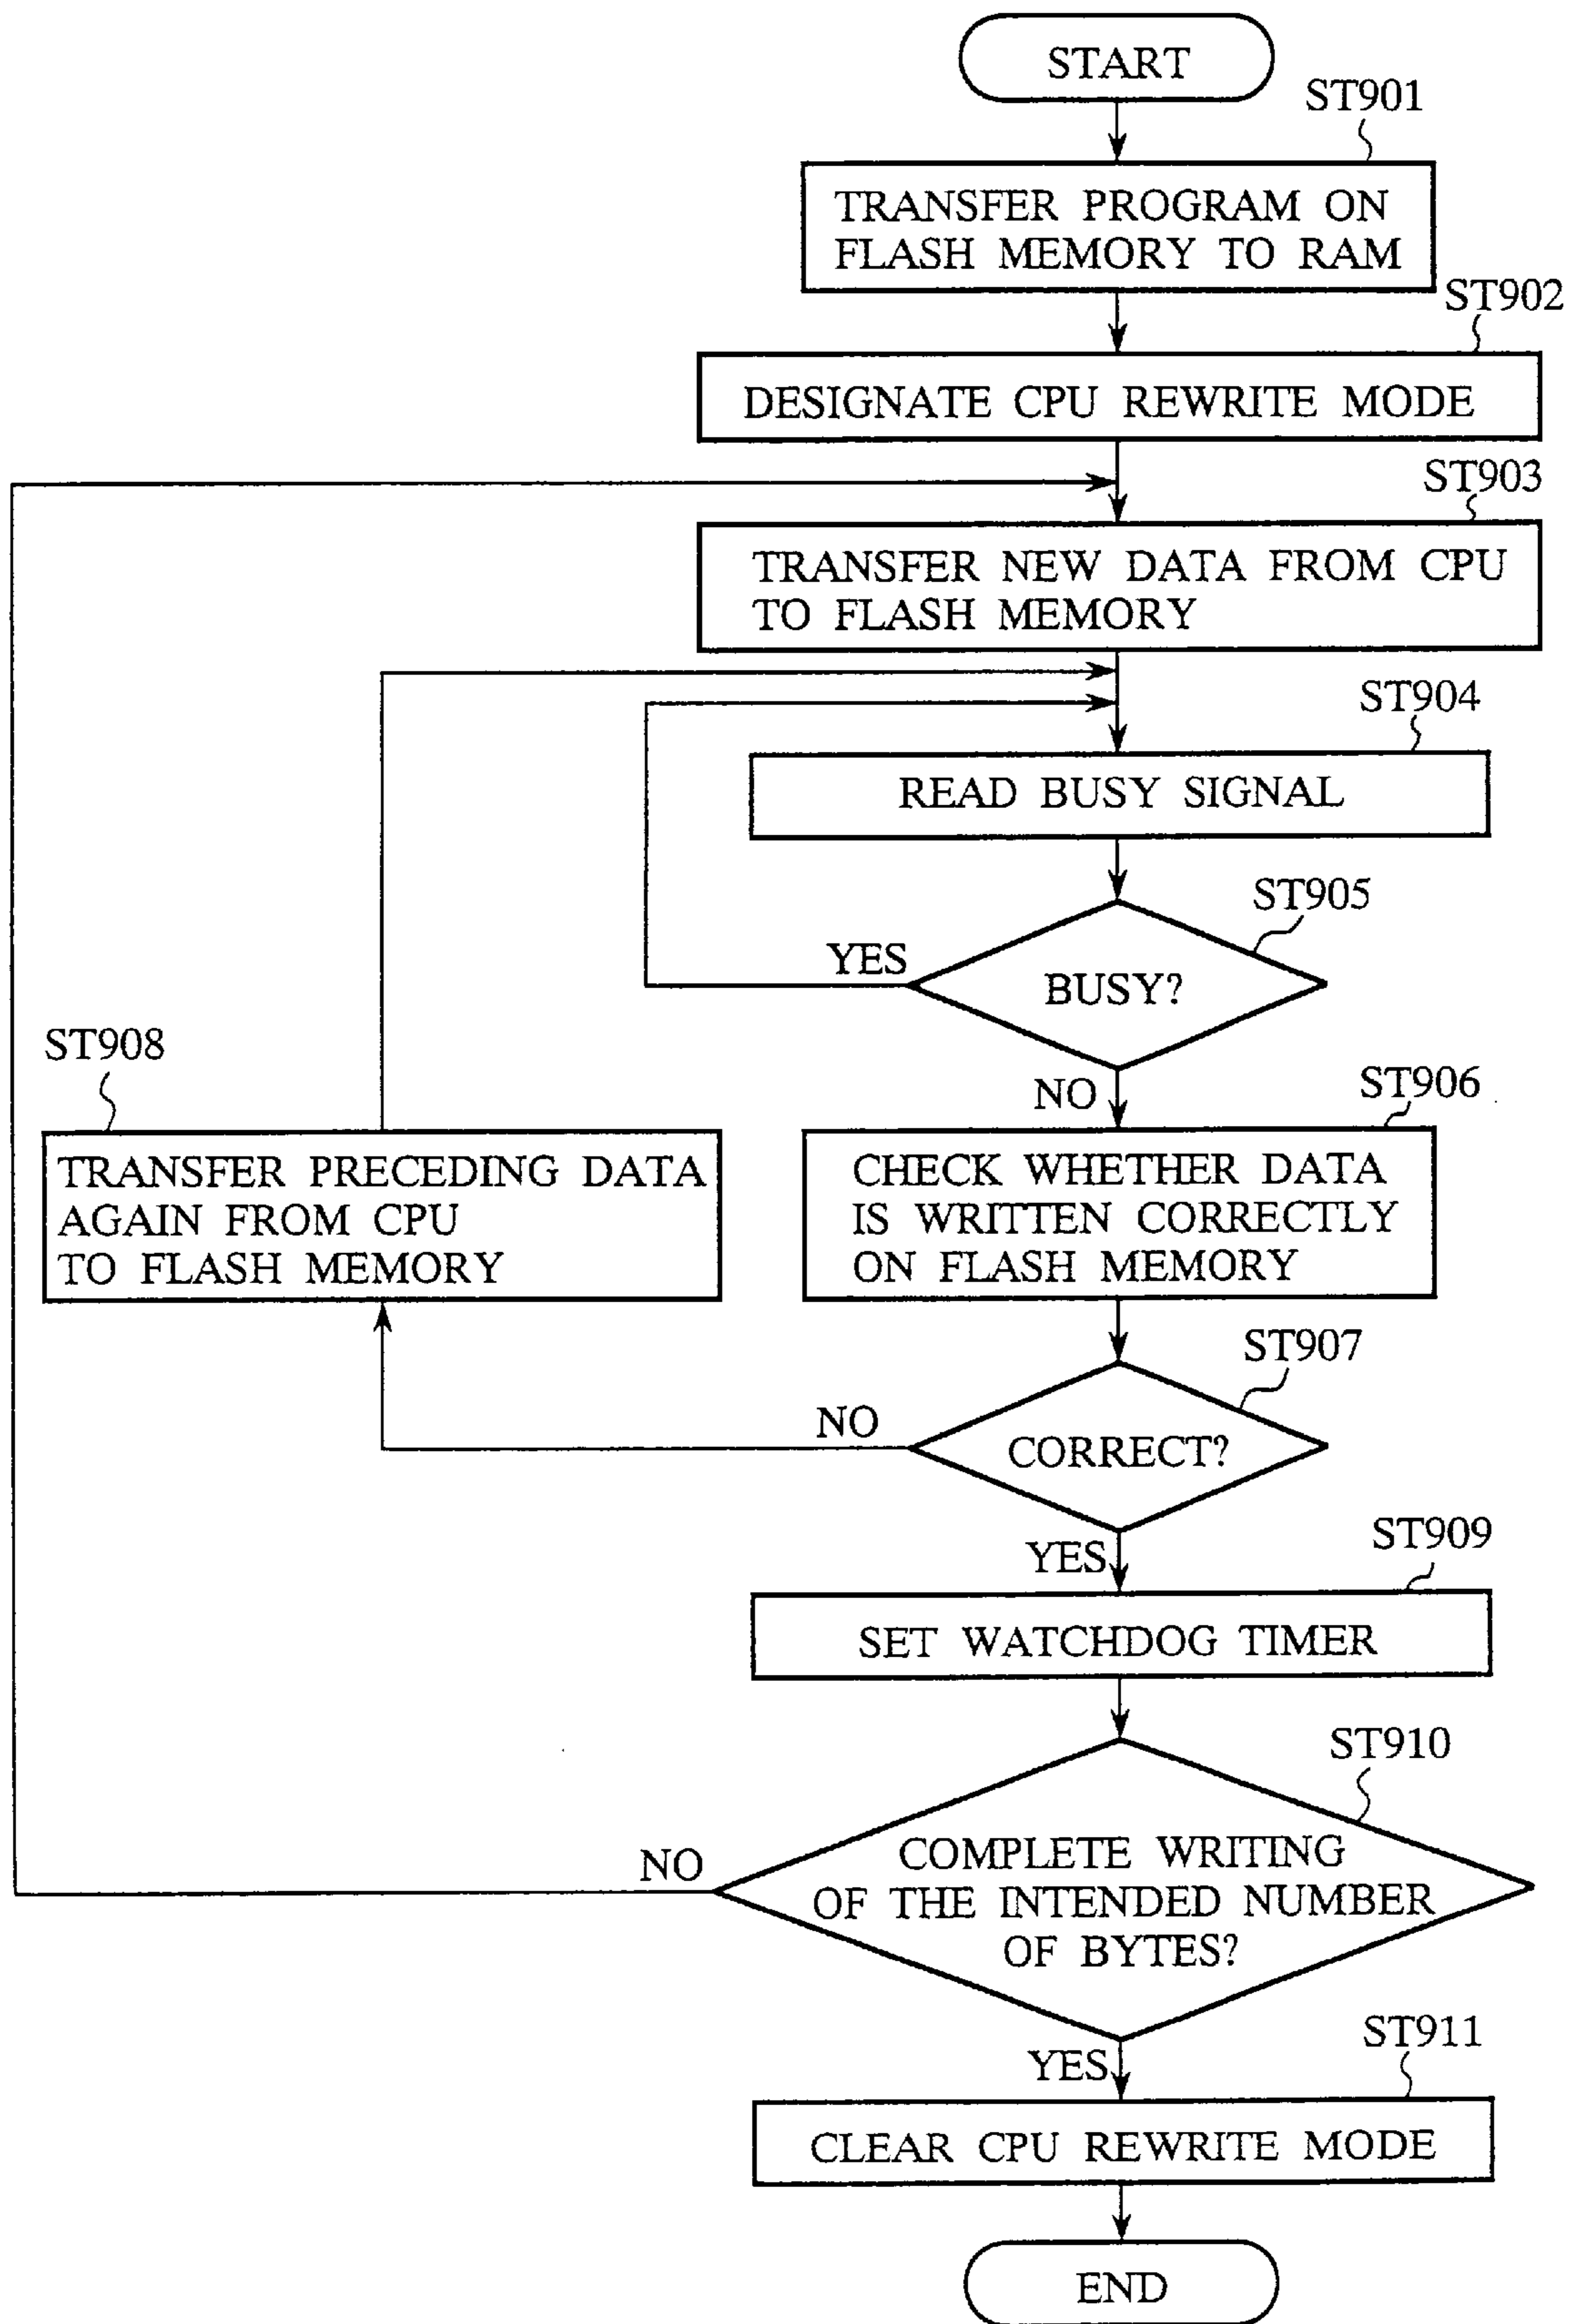 START
ST901
TRANSFER PROGRAM ON
FLASH MEMORY TO RAM
ST902
DESIGNATE CPU REWRITE MODE
ST903
TRANSFER NEW DATA FROM CPU
TO FLASH MEMORY
ST904
READ BUSY SIGNAL
ST905
YES
BUSY?
NO
ST908
TRANSFER PRECEDING DATA
AGAIN FROM CPU
TO FLASH MEMORY
ST906
CHECK WHETHER DATA
IS WRITTEN CORRECTLY
ON FLASH MEMORY
ST907
NO
CORRECT?
YES
ST909
SET WATCHDOG TIMER
ST910
NO
COMPLETE WRITING
OF THE INTENDED NUMBER
OF BYTES?
YES
ST911
CLEAR CPU REWRITE MODE
END